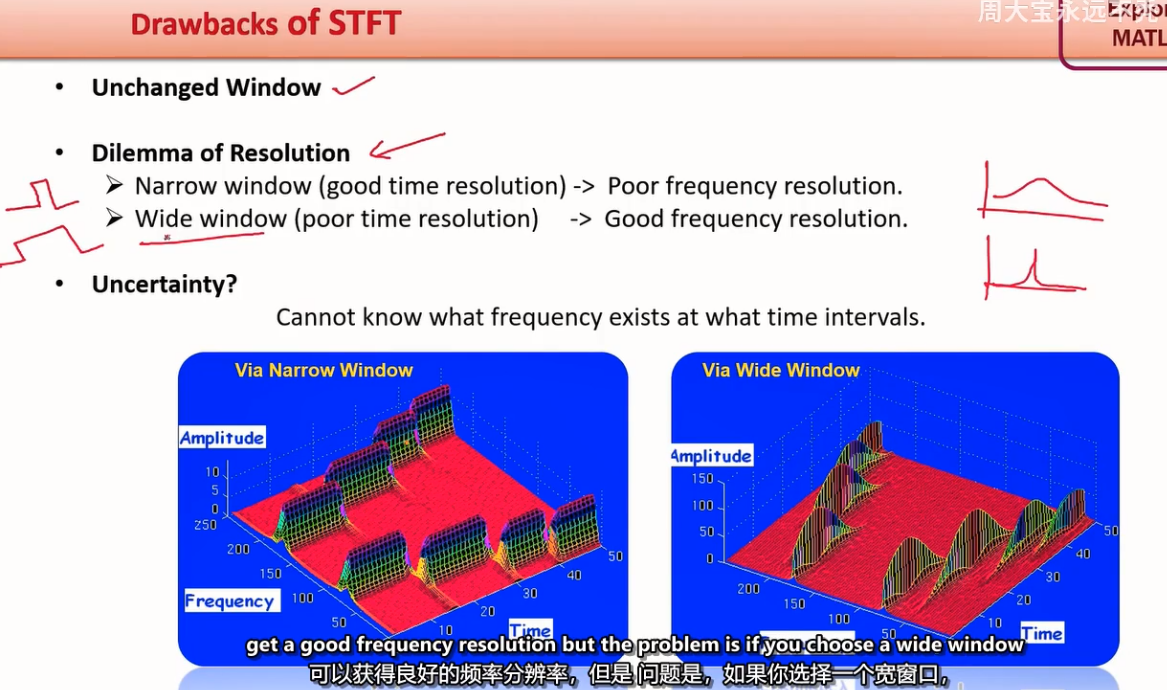 周大宝永远
Drawbacks of STFT
MATL
• Unchanged Window
• Dilemma of Resolution
➢ Narrow window (good time resolution) -> Poor frequency resolution.
➢ Wide window (poor time resolution) -> Good frequency resolution.
• Uncertainty?
Cannot know what frequency exists at what time intervals.
Via Narrow Window
Amplitude
10
5
0
250
200
150
100
50
Frequency
10
20
30
40
50
Time
Via Wide Window
Amplitude
150
100
50
0
200
150
100
50
10
20
30
40
50
Time
get a good frequency resolution but the problem is if you choose a wide window
可以获得良好的频率分辨率，但是 问题是，如果你选择一个宽窗口，